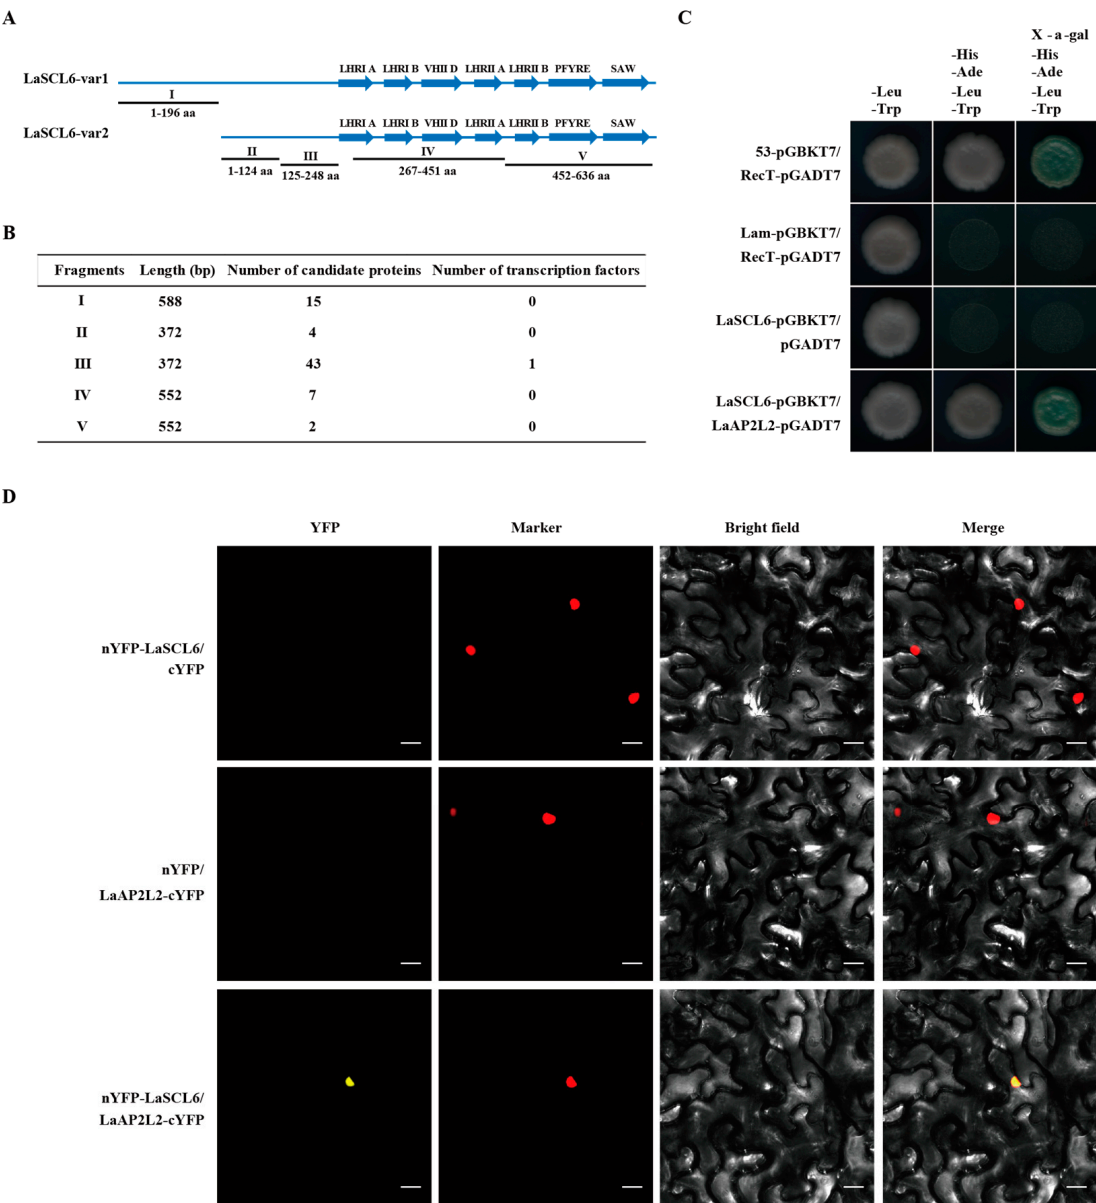 A
LHRI A LHRI B VHII D LHRII A LHRII B PFYRE SAW
LaSCL6-var1
I
1-196 aa
LHRI A LHRI B VHII D LHRII A LHRII B PFYRE SAW
LaSCL6-var2
II III IV V
1-124 aa 125-248 aa 267-451 aa 452-636 aa
B
Fragments Length (bp) Number of candidate proteins Number of transcription factors
I 588 15 0
II 372 4 0
III 372 43 1
IV 552 7 0
V 552 2 0
C
X - a -gal
-His -His
-Ade -Ade
-Leu -Leu -Leu
-Trp -Trp -Trp
53-pGBKT7/
RecT-pGADT7
Lam-pGBKT7/
RecT-pGADT7
LaSCL6-pGBKT7/
pGADT7
LaSCL6-pGBKT7/
LaAP2L2-pGADT7
D
YFP Marker Bright field Merge
nYFP-LaSCL6/
cYFP
nYFP/
LaAP2L2-cYFP
nYFP-LaSCL6/
LaAP2L2-cYFP